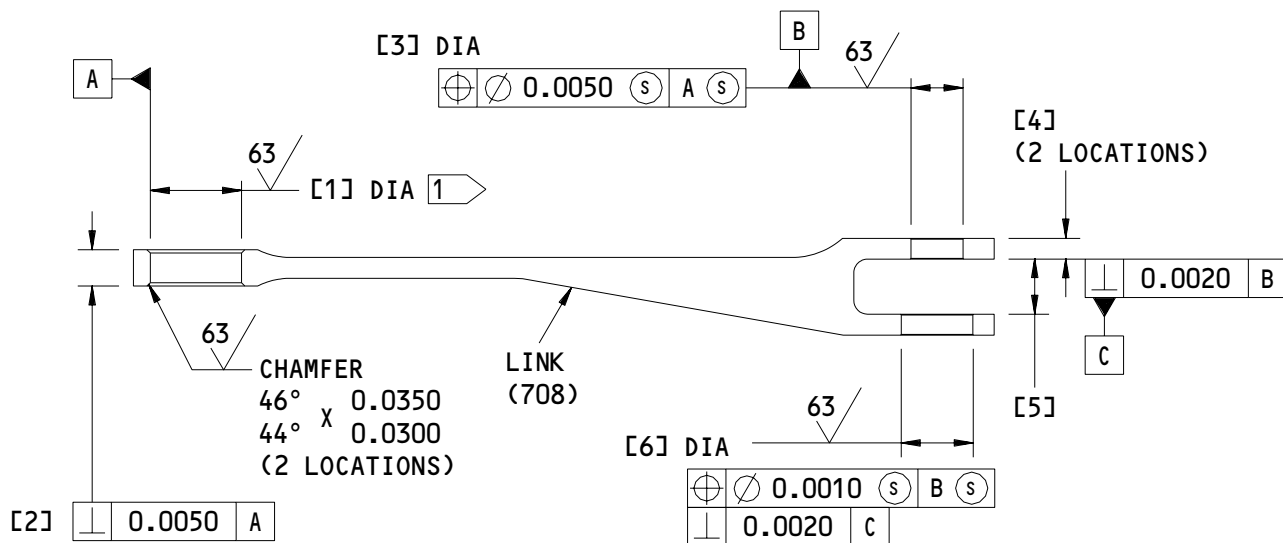 [3] DIA
B
63
A
⌖ ∅ 0.0050 Ⓢ A Ⓢ
[4]
(2 LOCATIONS)
63
[1] DIA 1
⊥ 0.0020 B
63
CHAMFER
46° X 0.0350
44° 0.0300
(2 LOCATIONS)
LINK
(708)
C
63
[5]
[6] DIA
⌖ ∅ 0.0010 Ⓢ B Ⓢ
⊥ 0.0020 C
[2] ⊥ 0.0050 A